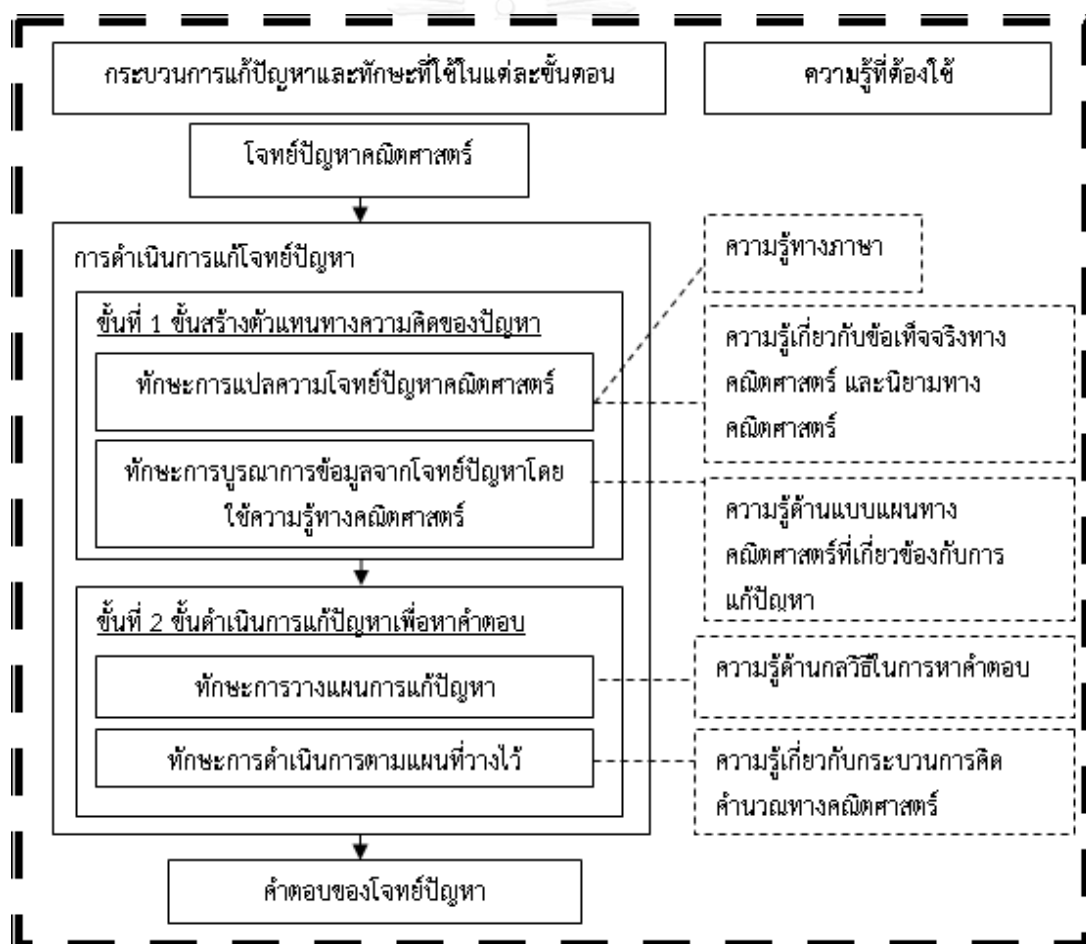 กระบวนการแก้ปัญหาและทักษะที่ใช้ในแต่ละขั้นตอน
ความรู้ที่ต้องใช้
โจทย์ปัญหาคณิตศาสตร์
การดำเนินการแก้โจทย์ปัญหา
ขั้นที่ 1 ขั้นสร้างตัวแทนทางความคิดของปัญหา
ทักษะการแปลความโจทย์ปัญหาคณิตศาสตร์
ทักษะการบูรณาการข้อมูลจากโจทย์ปัญหาโดย
ใช้ความรู้ทางคณิตศาสตร์
ขั้นที่ 2 ขั้นดำเนินการแก้ปัญหาเพื่อหาคำตอบ
ทักษะการวางแผนการแก้ปัญหา
ทักษะการดำเนินการตามแผนที่วางไว้
คำตอบของโจทย์ปัญหา
ความรู้ทางภาษา
ความรู้เกี่ยวกับข้อเท็จจริงทาง
คณิตศาสตร์ และนิยามทาง
คณิตศาสตร์
ความรู้ด้านแบบแผนทาง
คณิตศาสตร์ที่เกี่ยวข้องกับการ
แก้ปัญหา
ความรู้ด้านกลวิธีในการหาคำตอบ
ความรู้เกี่ยวกับกระบวนการคิด
คำนวณทางคณิตศาสตร์